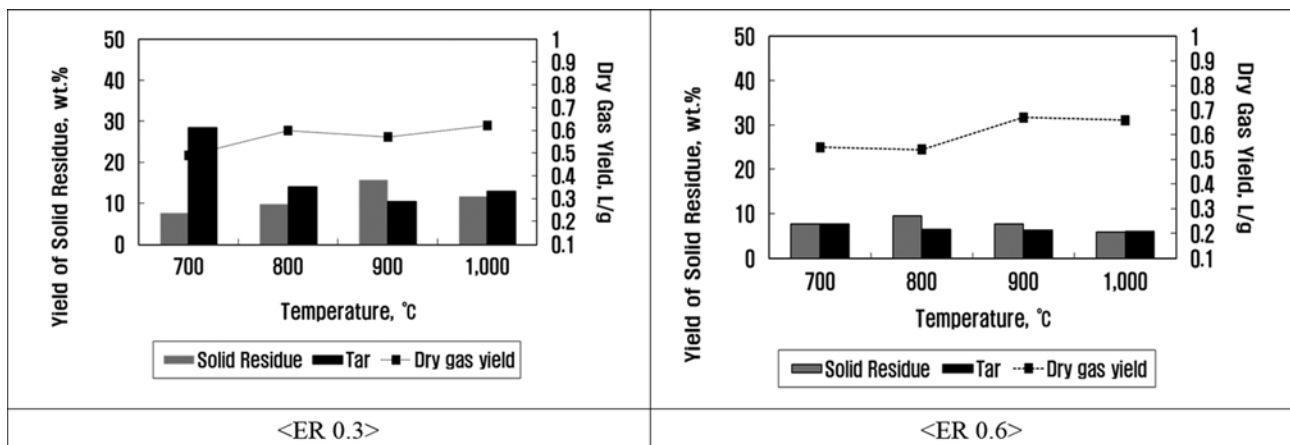 Yield of Solid Residue, wt.%
50
40
30
20
10
0
700 800 900 1,000
Temperature, ℃
1
0.9
0.8
0.7
0.6
0.5
0.4
0.3
0.2
0.1
Dry Gas Yield, L/g
Solid Residue Tar Dry gas yield
<ER 0.3>
Yield of Solid Residue, wt.%
50
40
30
20
10
0
700 800 900 1,000
Temperature, ℃
1
0.9
0.8
0.7
0.6
0.5
0.4
0.3
0.2
0.1
Dry Gas Yield, L/g
Solid Residue Tar Dry gas yield
<ER 0.6>